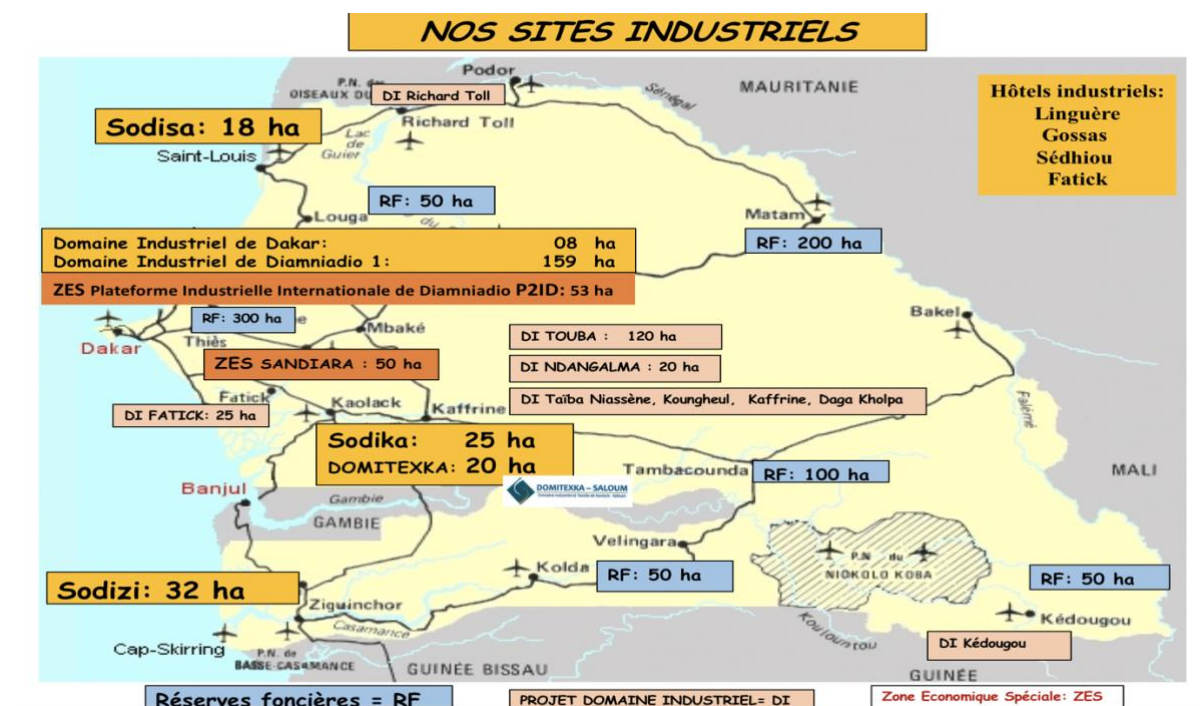 NOS SITES INDUSTRIELS
Podor
P.N. des
OISEAUX DU
DI Richard Toll
MAURITANIE
Sénégal
Hôtels industriels:
Linguère
Gossas
Sédhiou
Fatick
Sodisa: 18 ha
Richard Toll
Lac
de
Guier
Saint-Louis
RF: 50 ha
Louga
Matam
RF: 200 ha
Domaine Industriel de Dakar: 08 ha
Domaine Industriel de Diamniadio 1: 159 ha
ZES Plateforme Industrielle Internationale de Diamniadio P2ID: 53 ha
RF: 300 ha
Mbaké
Bakel
Dakar
Thiès
DI TOUBA : 120 ha
ZES SANDIARA : 50 ha
DI NDANGALMA : 20 ha
Fatick
Kaolack
Kaffrine
DI Taïba Niassène, Koungheul, Kaffrine, Daga Kholpa
DI FATICK: 25 ha
Falémé
Sodika: 25 ha
DOMITEXKA: 20 ha
Tambacounda
RF: 100 ha
MALI
Banjul
Gambie
DOMITEXKA – SALOUM
GAMBIE
Velingara
P.N. du
NIOKOLO KOBA
Kolda
RF: 50 ha
RF: 50 ha
Sodizi: 32 ha
Ziguinchor
Casamance
Kédougou
Koulountou
Cap-Skirring
P.N. de
BASSE-CASAMANCE
DI Kédougou
GUINÉE BISSAU
GUINÉE
Réserves foncières = RF
PROJET DOMAINE INDUSTRIEL= DI
Zone Economique Spéciale: ZES